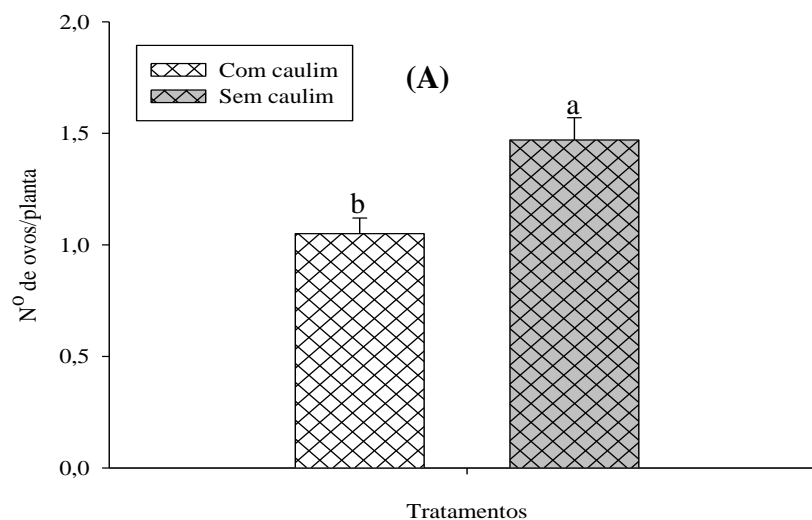 2,0
Com caulim
Sem caulim
(A)
a
1,5
b
1,0
0,5
0,0
Nº de ovos/planta
Tratamentos